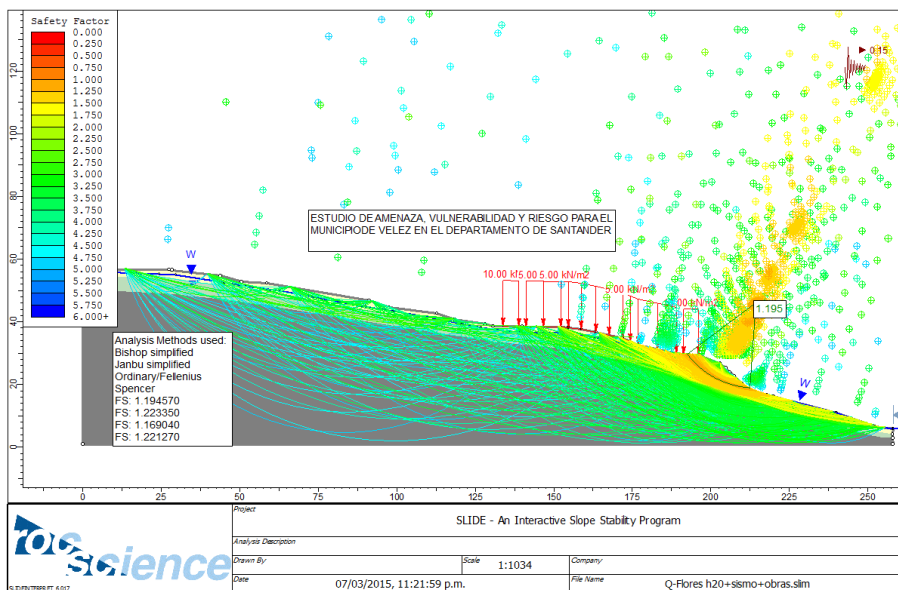 Safety Factor
0.000
0.250
0.500
0.750
1.000
1.250
1.500
1.750
2.000
2.250
2.500
2.750
3.000
3.250
3.500
3.750
4.000
4.250
4.500
4.750
5.000
5.250
5.500
5.750
6.000+
0.15
ESTUDIO DE AMENAZA, VULNERABILIDAD Y RIESGO PARA EL
MUNICIPIODE VELEZ EN EL DEPARTAMENTO DE SANTANDER
W
10.00
5.00
5.00 kN/m2
5.00 kN/m2
1.195
W
Analysis Methods used:
Bishop simplified
Janbu simplified
Ordinary/Fellenius
Spencer
FS: 1.194570
FS: 1.223350
FS: 1.169040
FS: 1.221270
120
100
80
60
40
20
0
0 25 50 75 100 125 150 175 200 225 250
rocscience
Project
SLIDE - An Interactive Slope Stability Program
Analysis Description
Drawn By
Scale 1:1034
Company
Date 07/03/2015, 11:21:59 p.m.
File Name Q-Flores h20+sismo+obras.slim